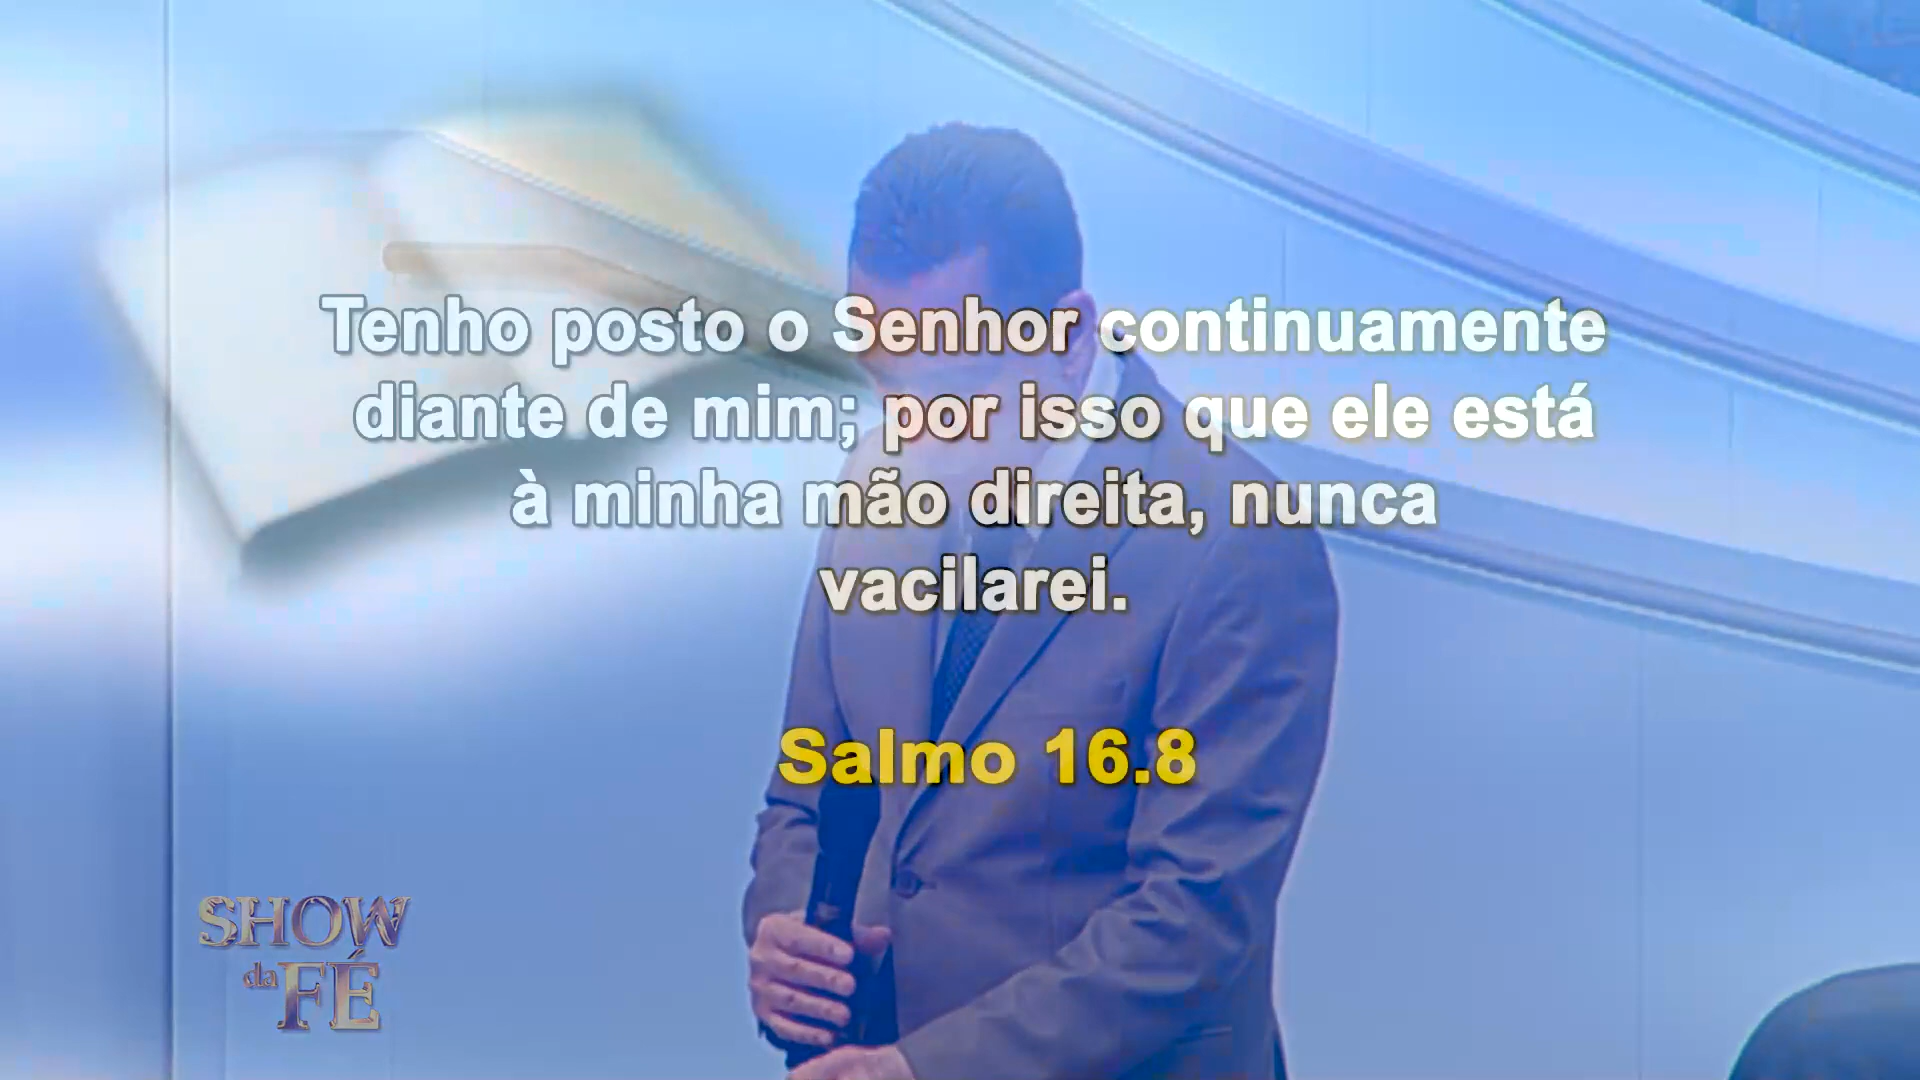 Tenho posto o Senhor continuamente
diante de mim; por isso que ele está
à minha mão direita, nunca
vacilarei.
Salmo 16.8
SHOW
da FÉ